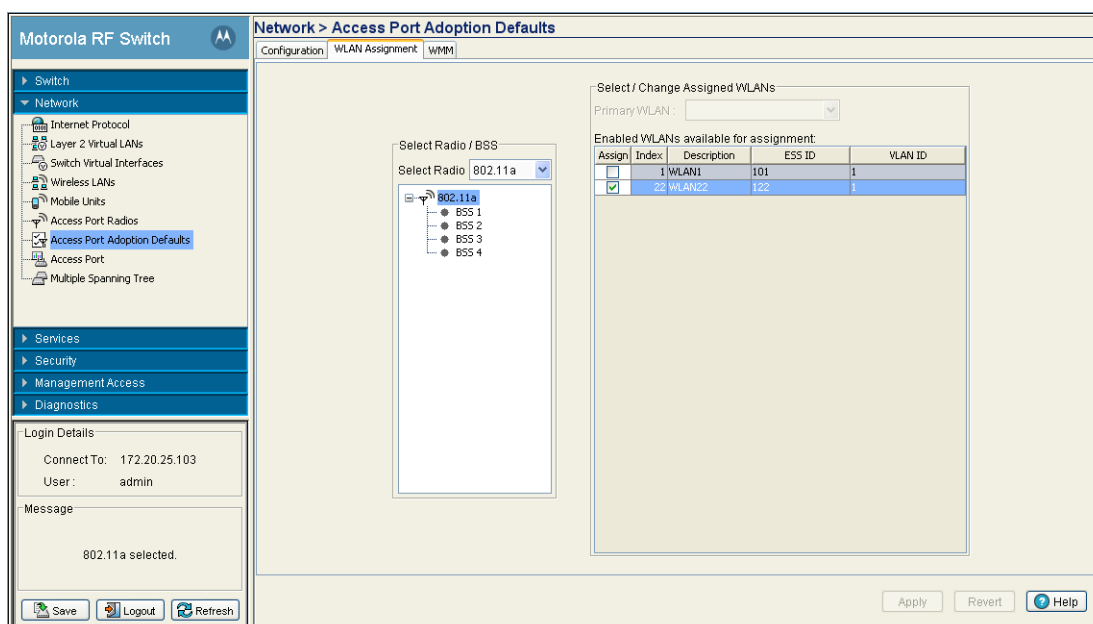 Motorola RF Switch
Switch
Network
Internet Protocol
Layer 2 Virtual LANs
Switch Virtual Interfaces
Wireless LANs
Mobile Units
Access Port Radios
Access Port Adoption Defaults
Access Port
Multiple Spanning Tree
Services
Security
Management Access
Diagnostics
Login Details
Connect To: 172.20.25.103
User : admin
Message
802.11a selected.
Save Logout Refresh
Network > Access Port Adoption Defaults
Configuration WLAN Assignment WMM
Select Radio / BSS
Select Radio 802.11a
802.11a
BSS 1
BSS 2
BSS 3
BSS 4
Select / Change Assigned WLANs
Primary WLAN :
Enabled WLANs available for assignment:
Assign Index Description ESS ID VLAN ID
1 WLAN1 101 1
22 WLAN22 122 1
Apply Revert Help